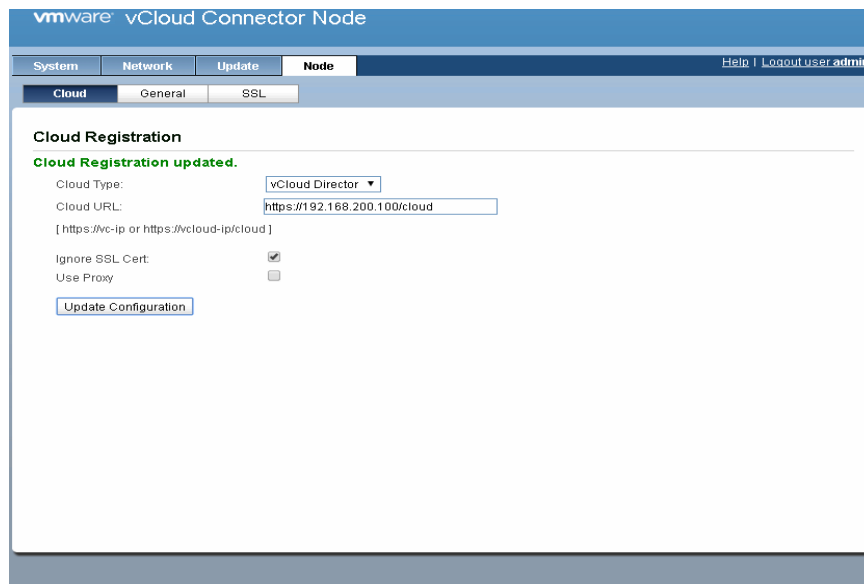 vmware vCloud Connector Node
System Network Update Node Help | Logout user admin
Cloud General SSL
Cloud Registration
Cloud Registration updated.
Cloud Type: vCloud Director
Cloud URL: https://192.168.200.100/cloud
[ https://vc-ip or https://vcloud-ip/cloud ]
Ignore SSL Cert:
Use Proxy
Update Configuration